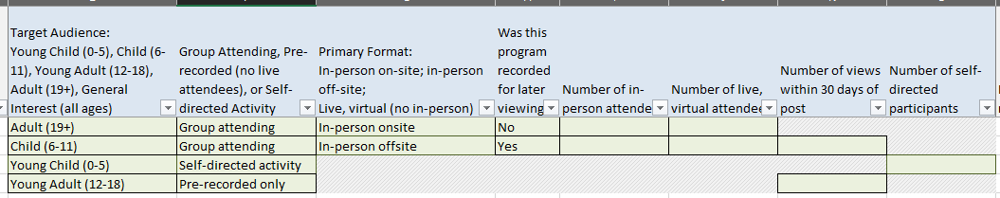 Target Audience:
Young Child (0-5), Child (6-
11), Young Adult (12-18),
Adult (19+), General
Interest (all ages)
Group Attending, Pre-
recorded (no live
attendees), or Self-
directed Activity
Primary Format:
In-person on-site; in-person
off-site;
Live, virtual (no in-person)
Was this
program
recorded
for later
viewing
Number of in-
person attende
Number of live,
virtual attendee
Number of views
within 30 days of
post
Number of self-
directed
participants
Adult (19+) Group attending In-person onsite No
Child (6-11) Group attending In-person offsite Yes
Young Child (0-5) Self-directed activity
Young Adult (12-18) Pre-recorded only